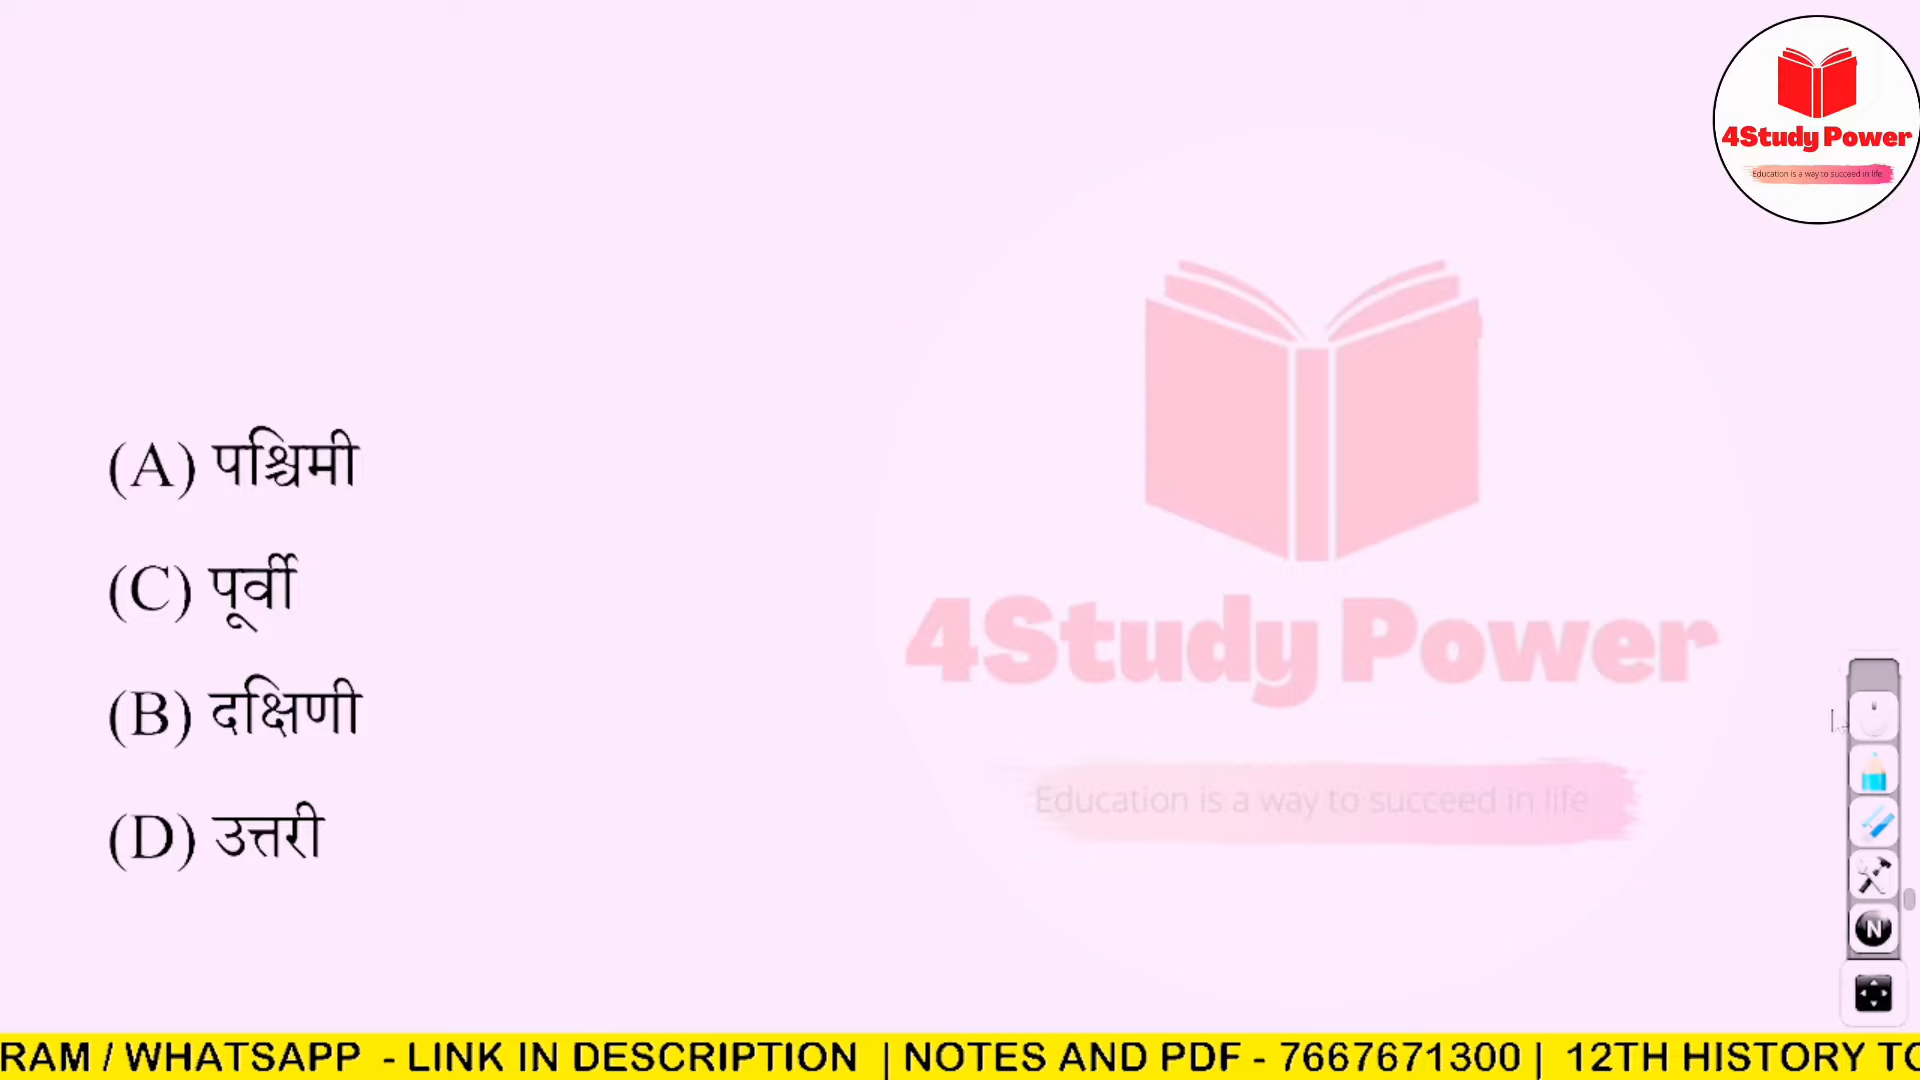 4Study Power
Education is a way to succeed in life
(A) पश्चिमी
(C) पूर्वी
(B) दक्षिणी
(D) उत्तरी
4Study Power
Education is a way to succeed in life
N
RAM / WHATSAPP - LINK IN DESCRIPTION | NOTES AND PDF - 7667671300 | 12TH HISTORY TO